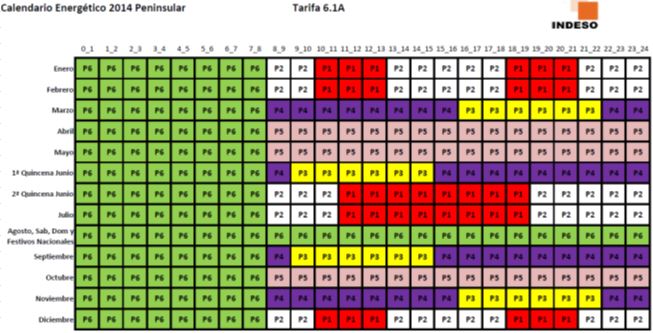 Calendario Energético 2014 Peninsular Tarifa 6.1A
INDESO
0_1 1_2 2_3 3_4 4_5 5_6 6_7 7_8 8_9 9_10 10_11 11_12 12_13 13_14 14_15 15_16 16_17 17_18 18_19 19_20 20_21 21_22 22_23 23_24
Enero P6 P6 P6 P6 P6 P6 P6 P6 P2 P2 P1 P1 P1 P2 P2 P2 P2 P2 P1 P1 P1 P2 P2 P2
Febrero P6 P6 P6 P6 P6 P6 P6 P6 P2 P2 P1 P1 P1 P2 P2 P2 P2 P2 P1 P1 P1 P2 P2 P2
Marzo P6 P6 P6 P6 P6 P6 P6 P6 P4 P4 P4 P4 P4 P4 P4 P4 P3 P3 P3 P3 P3 P3 P4 P4
Abril P6 P6 P6 P6 P6 P6 P6 P6 P5 P5 P5 P5 P5 P5 P5 P5 P5 P5 P5 P5 P5 P5 P5 P5
Mayo P6 P6 P6 P6 P6 P6 P6 P6 P5 P5 P5 P5 P5 P5 P5 P5 P5 P5 P5 P5 P5 P5 P5 P5
1ª Quincena Junio P6 P6 P6 P6 P6 P6 P6 P6 P4 P3 P3 P3 P3 P3 P3 P4 P4 P4 P4 P4 P4 P4 P4 P4
2ª Quincena Junio P6 P6 P6 P6 P6 P6 P6 P6 P2 P2 P2 P1 P1 P1 P1 P1 P1 P1 P1 P2 P2 P2 P2 P2
Julio P6 P6 P6 P6 P6 P6 P6 P6 P2 P2 P2 P1 P1 P1 P1 P1 P1 P1 P1 P2 P2 P2 P2 P2
Agosto, Sab, Dom y
Festivos Nacionales P6 P6 P6 P6 P6 P6 P6 P6 P6 P6 P6 P6 P6 P6 P6 P6 P6 P6 P6 P6 P6 P6 P6 P6
Septiembre P6 P6 P6 P6 P6 P6 P6 P6 P4 P3 P3 P3 P3 P3 P3 P4 P4 P4 P4 P4 P4 P4 P4 P4
Octubre P6 P6 P6 P6 P6 P6 P6 P6 P5 P5 P5 P5 P5 P5 P5 P5 P5 P5 P5 P5 P5 P5 P5 P5
Noviembre P6 P6 P6 P6 P6 P6 P6 P6 P4 P4 P4 P4 P4 P4 P4 P4 P3 P3 P3 P3 P3 P3 P4 P4
Diciembre P6 P6 P6 P6 P6 P6 P6 P6 P2 P2 P1 P1 P1 P2 P2 P2 P2 P2 P1 P1 P1 P2 P2 P2